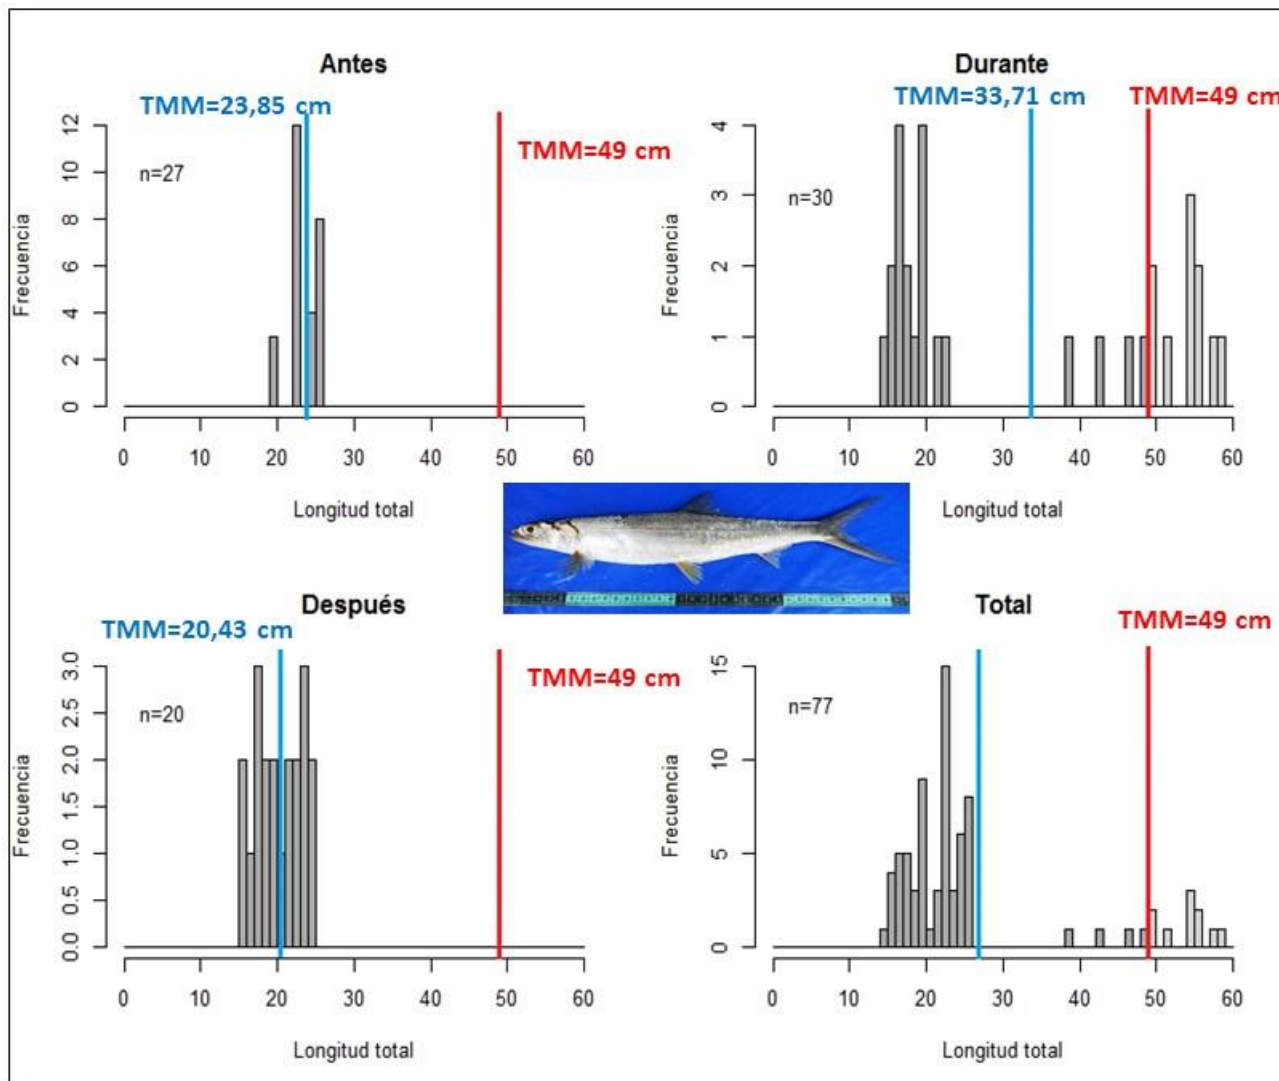 Antes
TMM=23,85 cm
TMM=49 cm
n=27
Frecuencia
12
10
8
6
4
2
0
0 10 20 30 40 50 60
Longitud total
Durante
TMM=33,71 cm
TMM=49 cm
n=30
Frecuencia
4
3
2
1
0
0 10 20 30 40 50 60
Longitud total
Después
TMM=20,43 cm
TMM=49 cm
n=20
Frecuencia
3.0
2.5
2.0
1.5
1.0
0.5
0.0
0 10 20 30 40 50 60
Longitud total
Total
TMM=49 cm
n=77
Frecuencia
15
10
5
0
0 10 20 30 40 50 60
Longitud total